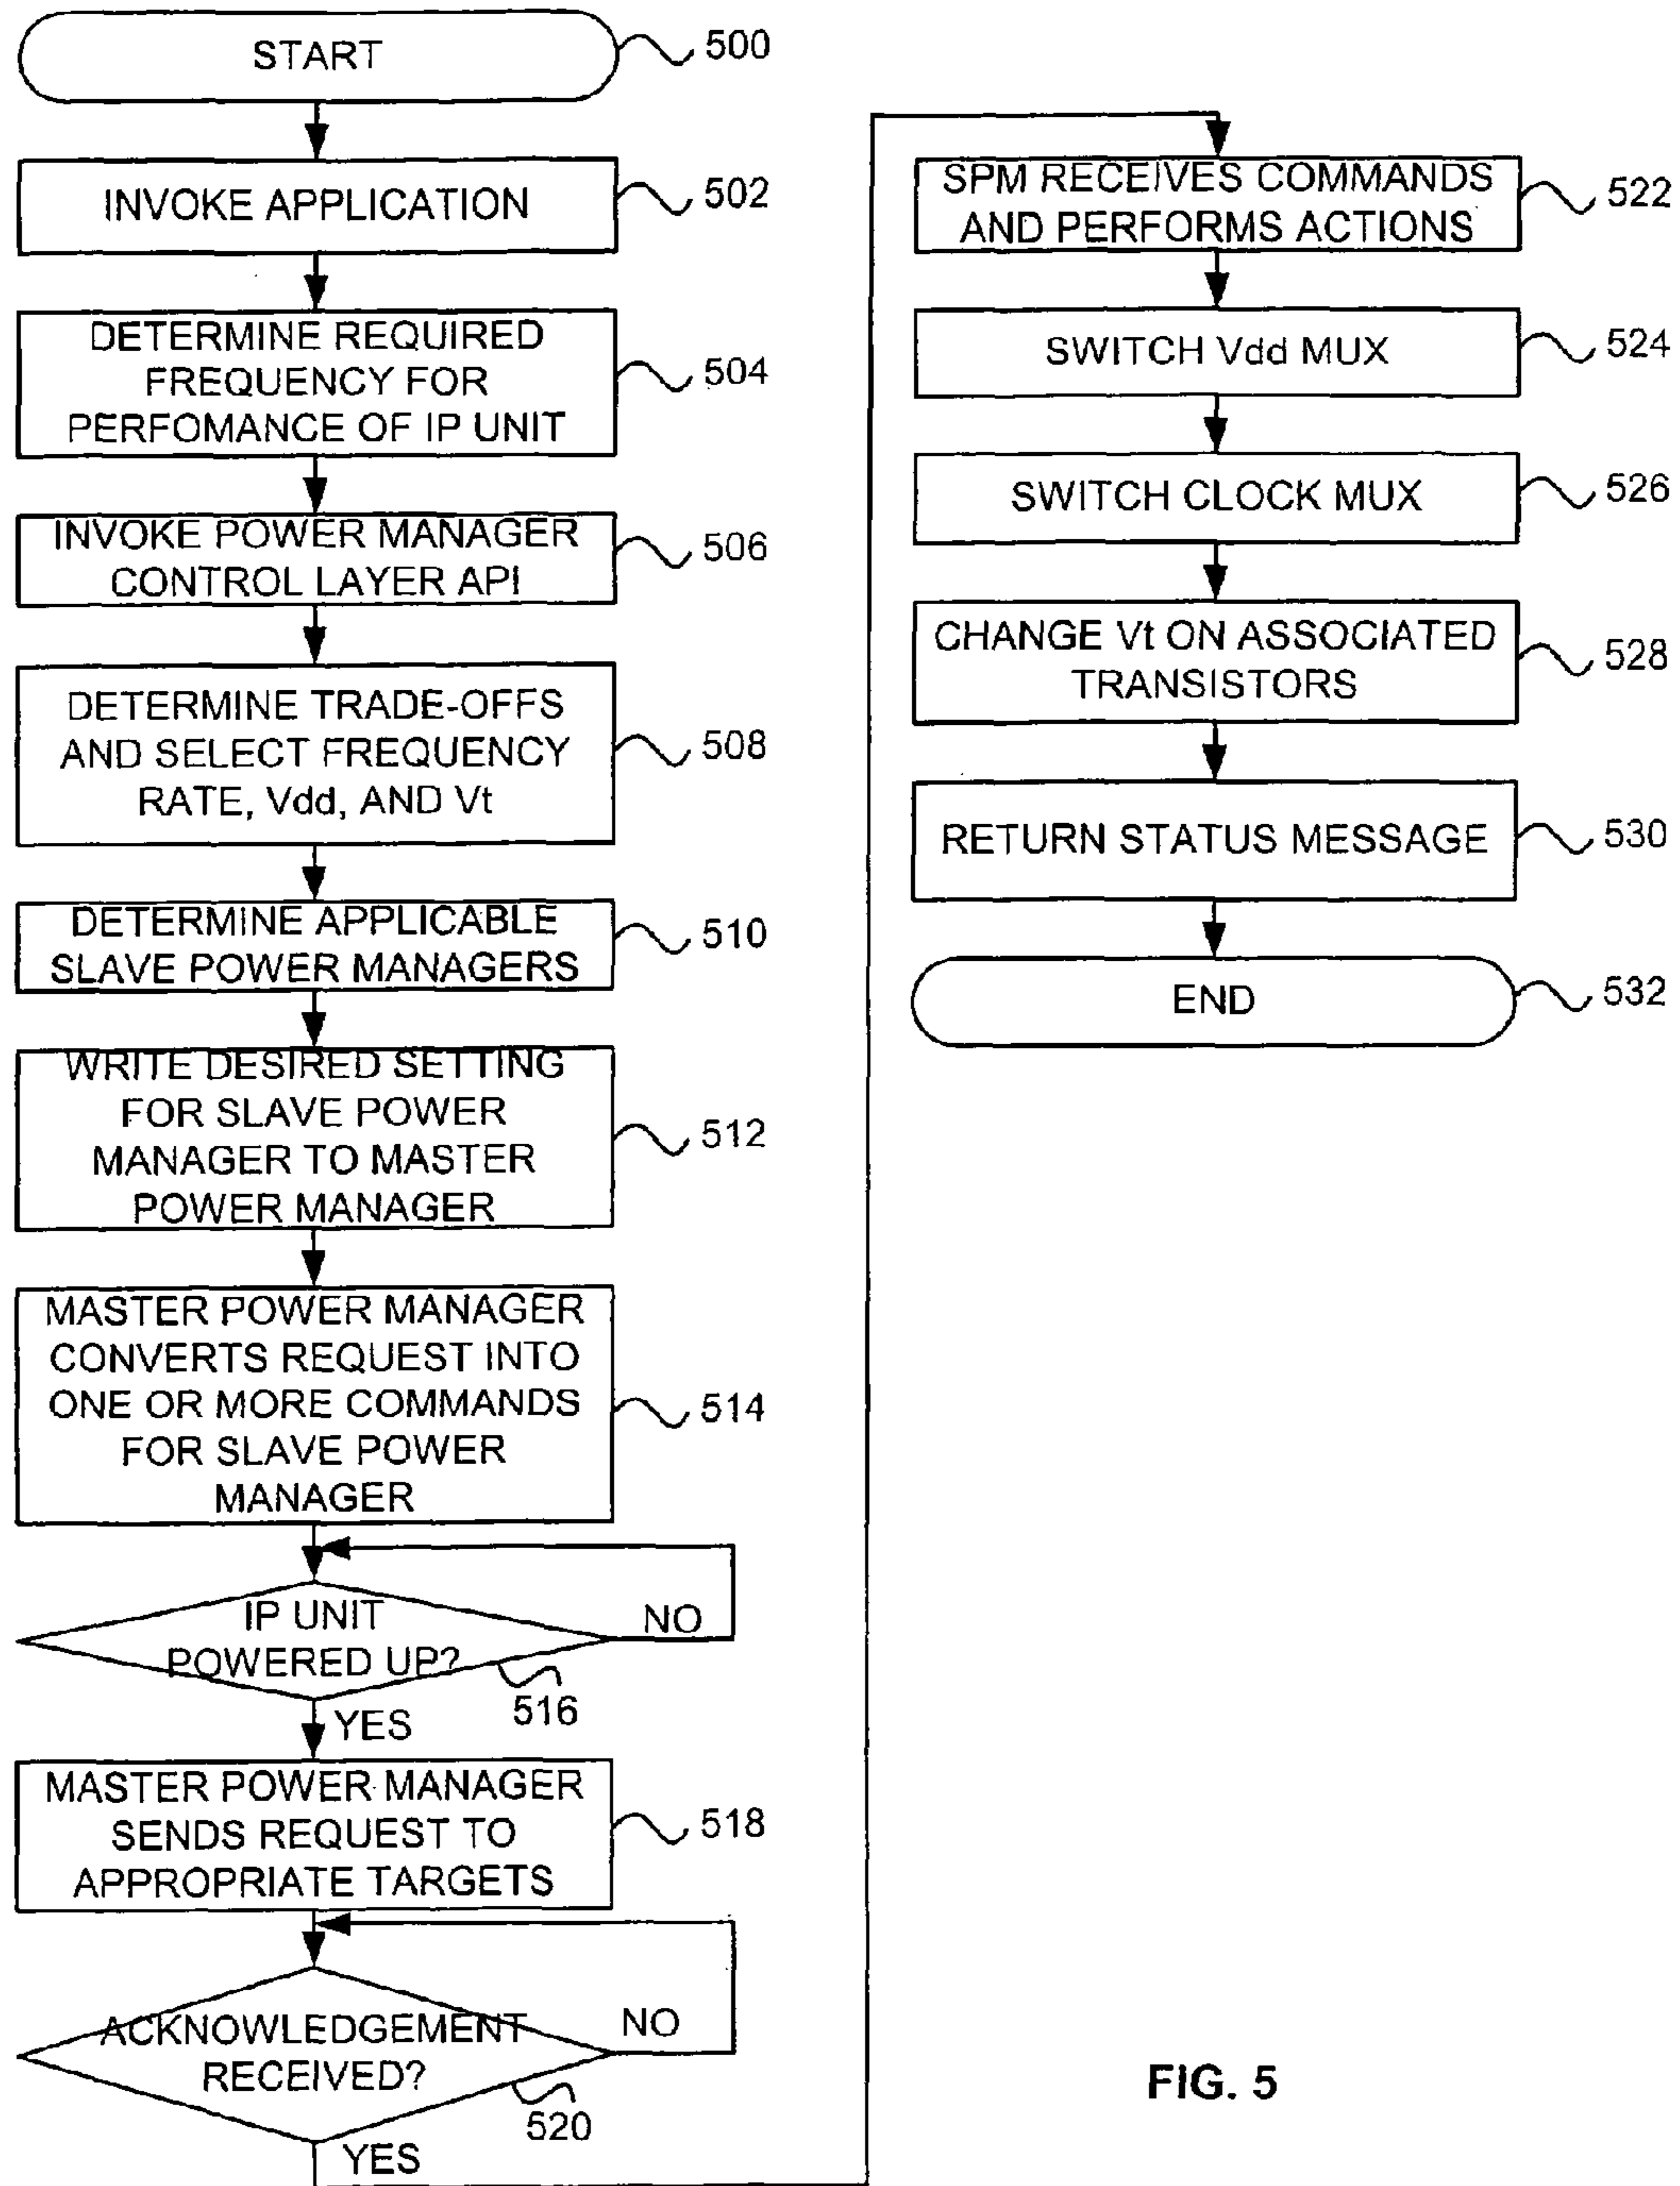 START
500
INVOKE APPLICATION
502
DETERMINE REQUIRED
FREQUENCY FOR
PERFOMANCE OF IP UNIT
504
INVOKE POWER MANAGER
CONTROL LAYER API
506
DETERMINE TRADE-OFFS
AND SELECT FREQUENCY
RATE, Vdd, AND Vt
508
DETERMINE APPLICABLE
SLAVE POWER MANAGERS
510
WRITE DESIRED SETTING
FOR SLAVE POWER
MANAGER TO MASTER
POWER MANAGER
512
MASTER POWER MANAGER
CONVERTS REQUEST INTO
ONE OR MORE COMMANDS
FOR SLAVE POWER
MANAGER
514
IP UNIT
POWERED UP?
NO
516
YES
MASTER POWER MANAGER
SENDS REQUEST TO
APPROPRIATE TARGETS
518
ACKNOWLEDGEMENT
RECEIVED?
NO
520
YES
SPM RECEIVES COMMANDS
AND PERFORMS ACTIONS
522
SWITCH Vdd MUX
524
SWITCH CLOCK MUX
526
CHANGE Vt ON ASSOCIATED
TRANSISTORS
528
RETURN STATUS MESSAGE
530
END
532
FIG. 5